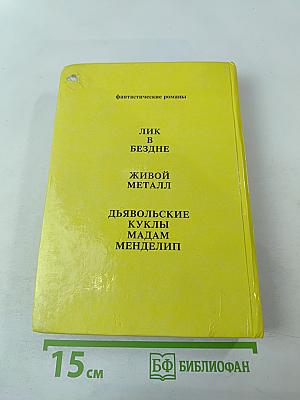 фантастические романы
ЛИК
В
БЕЗДНЕ
ЖИВОЙ
МЕТАЛЛ
ДЬЯВОЛЬСКИЕ
КУКЛЫ
МАДАМ
МЕНДЕЛИП
15 см
БФ БИБЛИОФАН